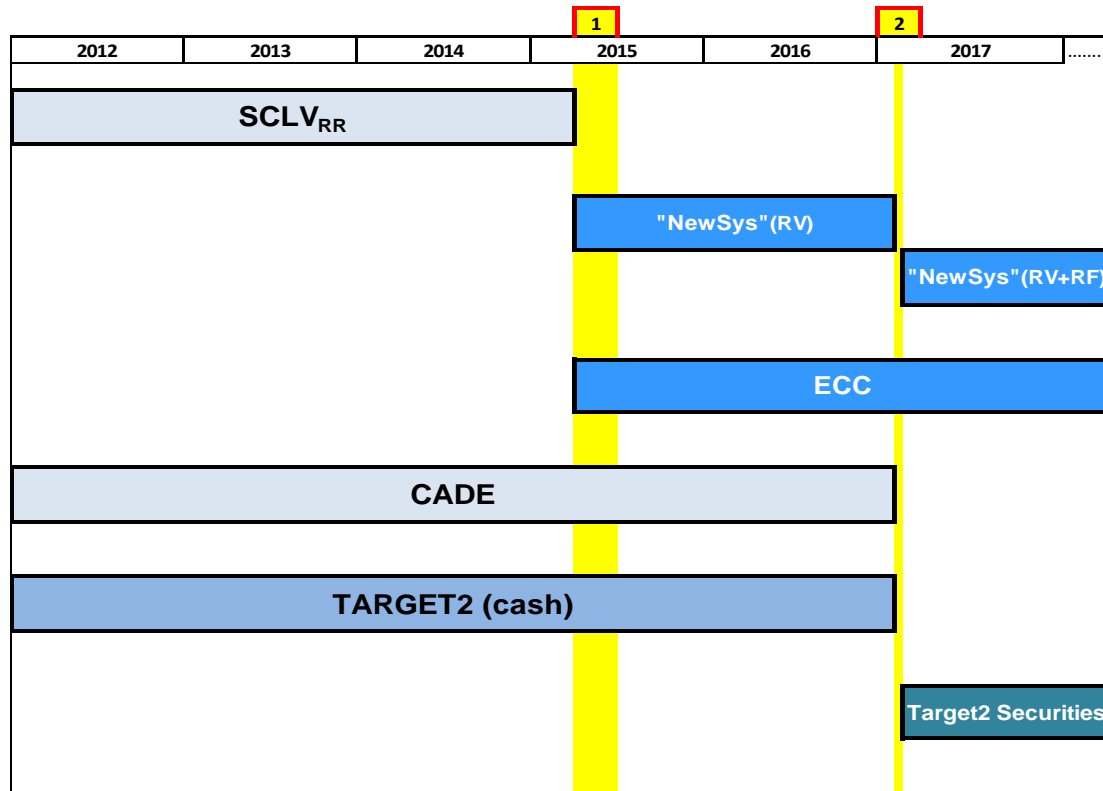 1 2
2012 2013 2014 2015 2016 2017 .......
SCLVRR
"NewSys"(RV)
"NewSys"(RV+RF)
ECC
CADE
TARGET2 (cash)
Target2 Securities